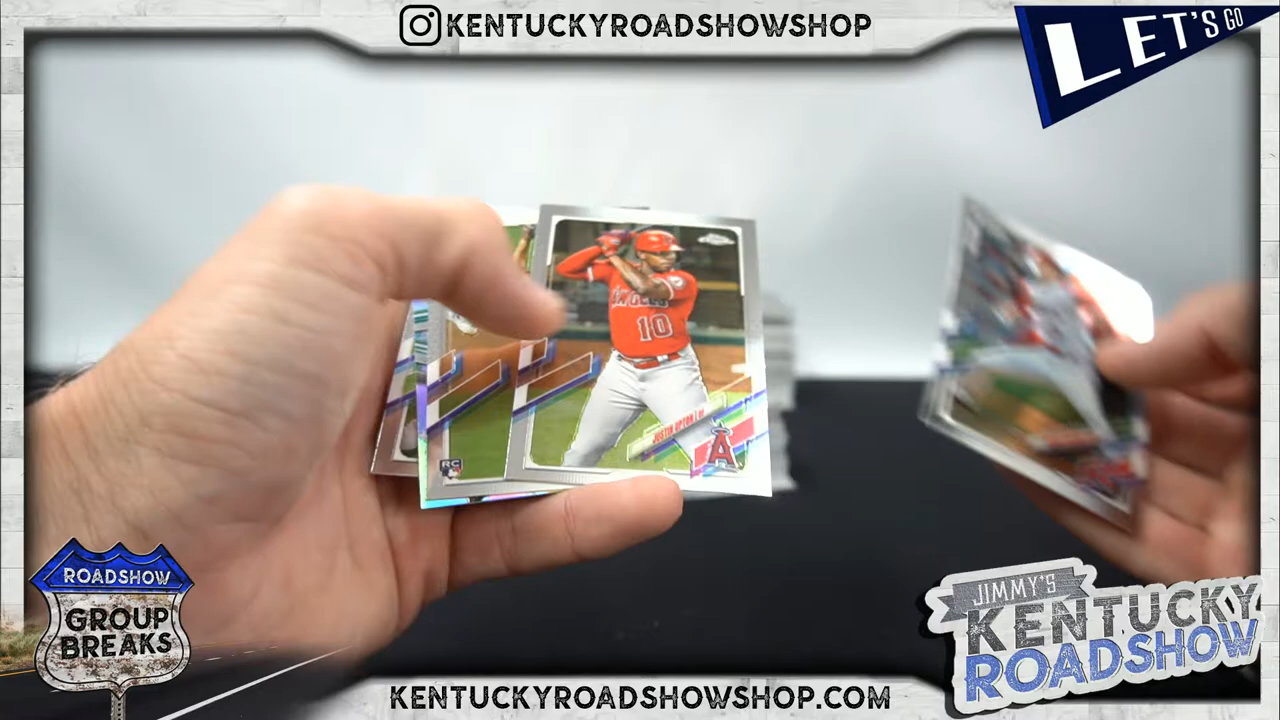 KENTUCKYROADSHOWSHOP
LET'S GO
ANGELS
10
JUSTIN UPTON | LF
A
RC
ROADSHOW
GROUP
BREAKS
JIMMY'S
KENTUCKY
ROADSHOW
KENTUCKYROADSHOWSHOP.COM